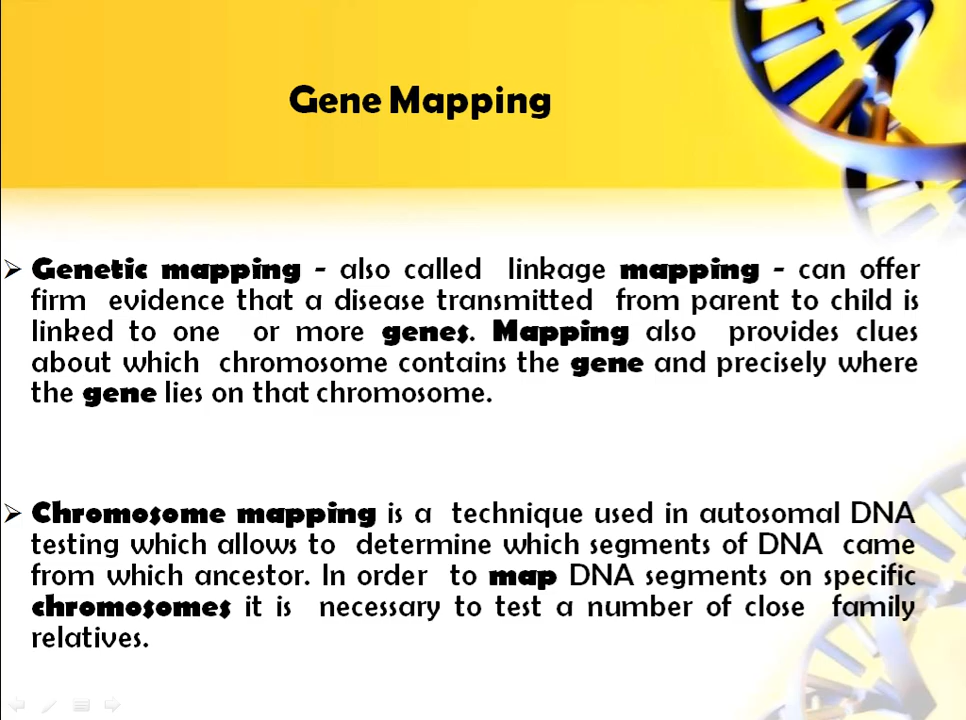 Gene Mapping
➢ Genetic mapping - also called linkage mapping - can offer
firm evidence that a disease transmitted from parent to child is
linked to one or more genes. Mapping also provides clues
about which chromosome contains the gene and precisely where
the gene lies on that chromosome.
➢ Chromosome mapping is a technique used in autosomal DNA
testing which allows to determine which segments of DNA came
from which ancestor. In order to map DNA segments on specific
chromosomes it is necessary to test a number of close family
relatives.